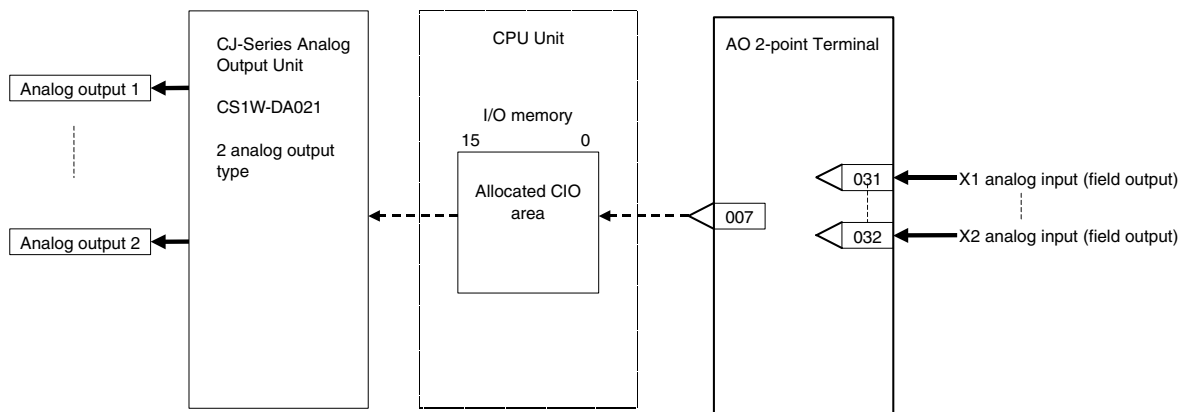 CJ-Series Analog
Output Unit
CS1W-DA021
2 analog output
type
Analog output 1
Analog output 2
CPU Unit
I/O memory
15 0
Allocated CIO
area
AO 2-point Terminal
007
031
032
X1 analog input (field output)
X2 analog input (field output)